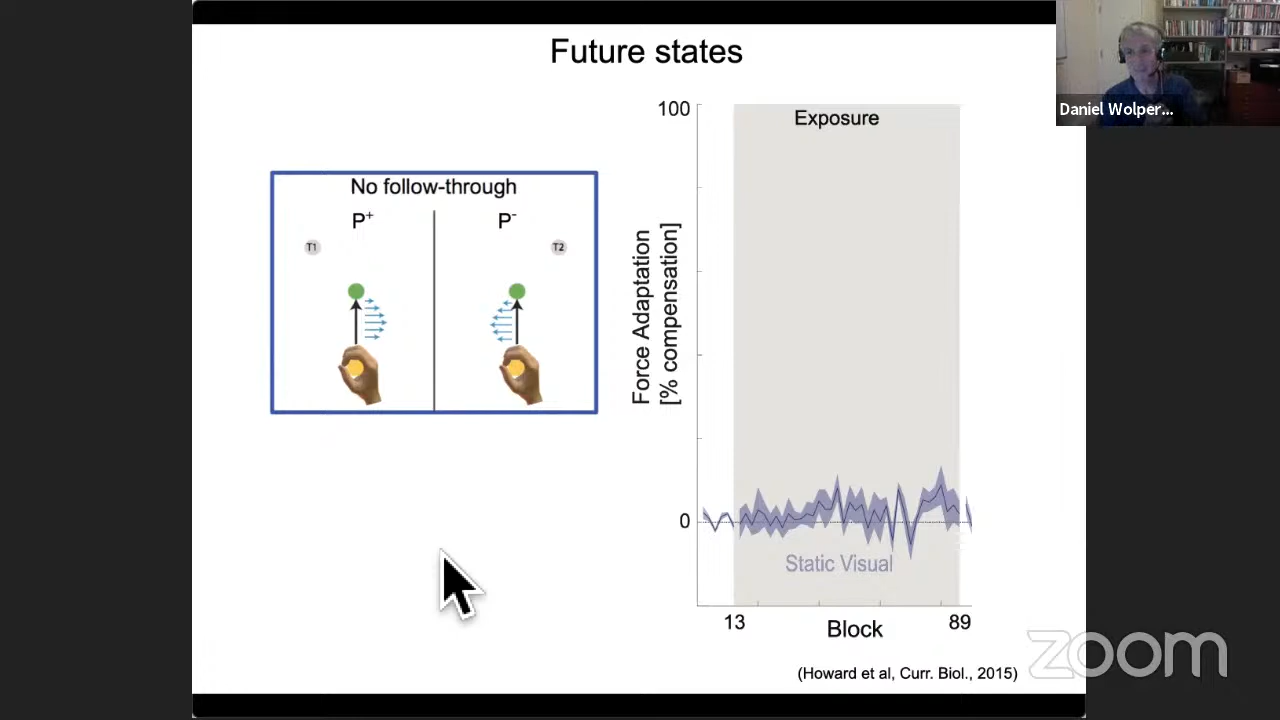 Future states
Daniel Wolper...
No follow-through
P+
P-
T1
T2
100
Exposure
Force Adaptation
[% compensation]
0
Static Visual
13
Block
89
(Howard et al, Curr. Biol., 2015)
zoom